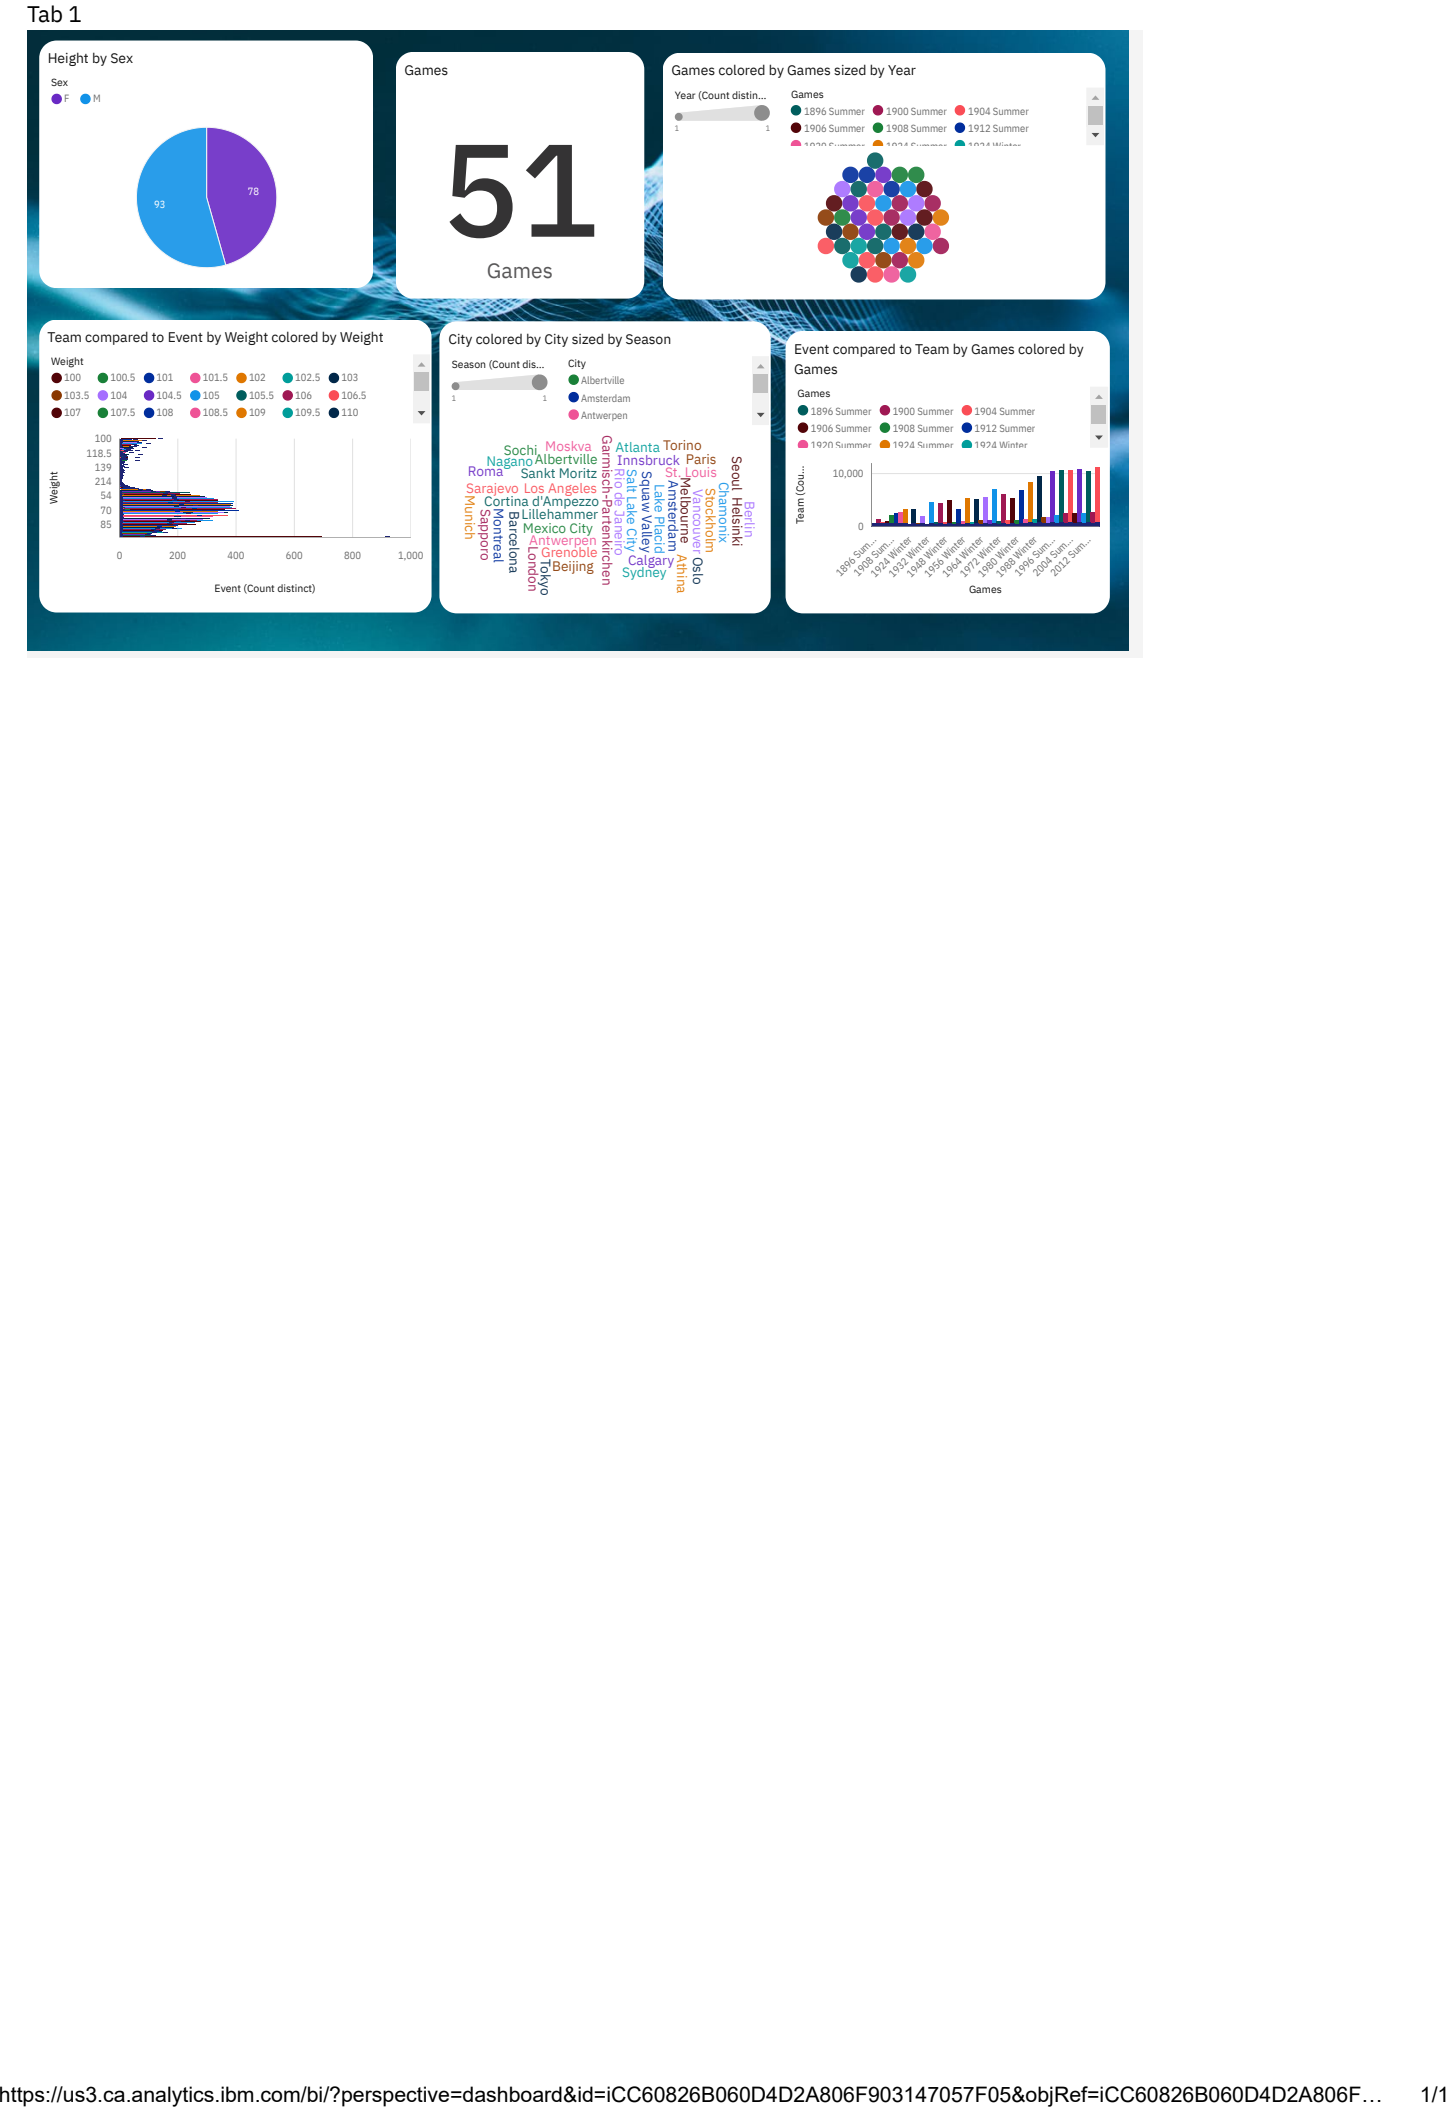 Tab 1
Height by Sex
Sex
F M
78
93
Games
51
Games
Games colored by Games sized by Year
Year (Count distin...
1 1
Games
1896 Summer 1900 Summer 1904 Summer
1906 Summer 1908 Summer 1912 Summer
1920 Summer 1924 Summer 1924 Winter
Team compared to Event by Weight colored by Weight
Weight
100 100.5 101 101.5 102 102.5 103
103.5 104 104.5 105 105.5 106 106.5
107 107.5 108 108.5 109 109.5 110
Weight
100
118.5
139
214
54
70
85
0 200 400 600 800 1,000
Event (Count distinct)
City colored by City sized by Season
Season (Count dis...
1 1
City
Albertville
Amsterdam
Antwerpen
Sochi
Moskva
Atlanta
Torino
Nagano
Albertville
Innsbruck
Paris
Roma
Sankt Moritz
St. Louis
Sarajevo
Los Angeles
Cortina d'Ampezzo
Lillehammer
Mexico City
Antwerpen
Grenoble
Beijing
Calgary
Sydney
Munich
Sapporo
Montreal
Barcelona
London
Tokyo
Garmisch-Partenkirchen
Rio de Janeiro
Salt Lake City
Squaw Valley
Lake Placid
Amsterdam
Melbourne
Vancouver
Stockholm
Chamonix
Seoul
Helsinki
Berlin
Athina
Oslo
Event compared to Team by Games colored by
Games
Games
1896 Summer 1900 Summer 1904 Summer
1906 Summer 1908 Summer 1912 Summer
1920 Summer 1924 Summer 1924 Winter
Team (Cou...
10,000
0
1896 Sum...
1908 Sum...
1924 Winter
1932 Winter
1948 Winter
1956 Winter
1964 Winter
1972 Winter
1980 Winter
1988 Winter
1996 Sum...
2004 Sum...
2012 Sum...
Games
https://us3.ca.analytics.ibm.com/bi/?perspective=dashboard&id=iCC60826B060D4D2A806F903147057F05&objRef=iCC60826B060D4D2A806F… 1/1